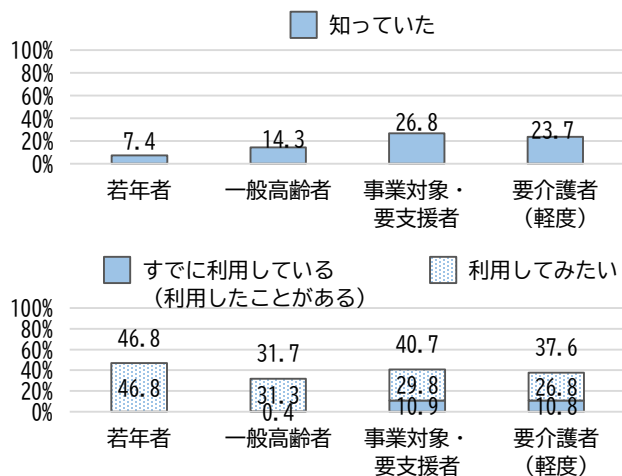 知っていた
100%
80%
60%
40%
20%
0%
7.4
14.3
26.8
23.7
若年者
一般高齢者
事業対象・
要支援者
要介護者
（軽度）
すでに利用している
（利用したことがある）
利用してみたい
100%
80%
60%
40%
20%
0%
46.8
31.7
40.7
37.6
46.8
31.3
29.8
26.8
0.4
10.9
10.8
若年者
一般高齢者
事業対象・
要支援者
要介護者
（軽度）